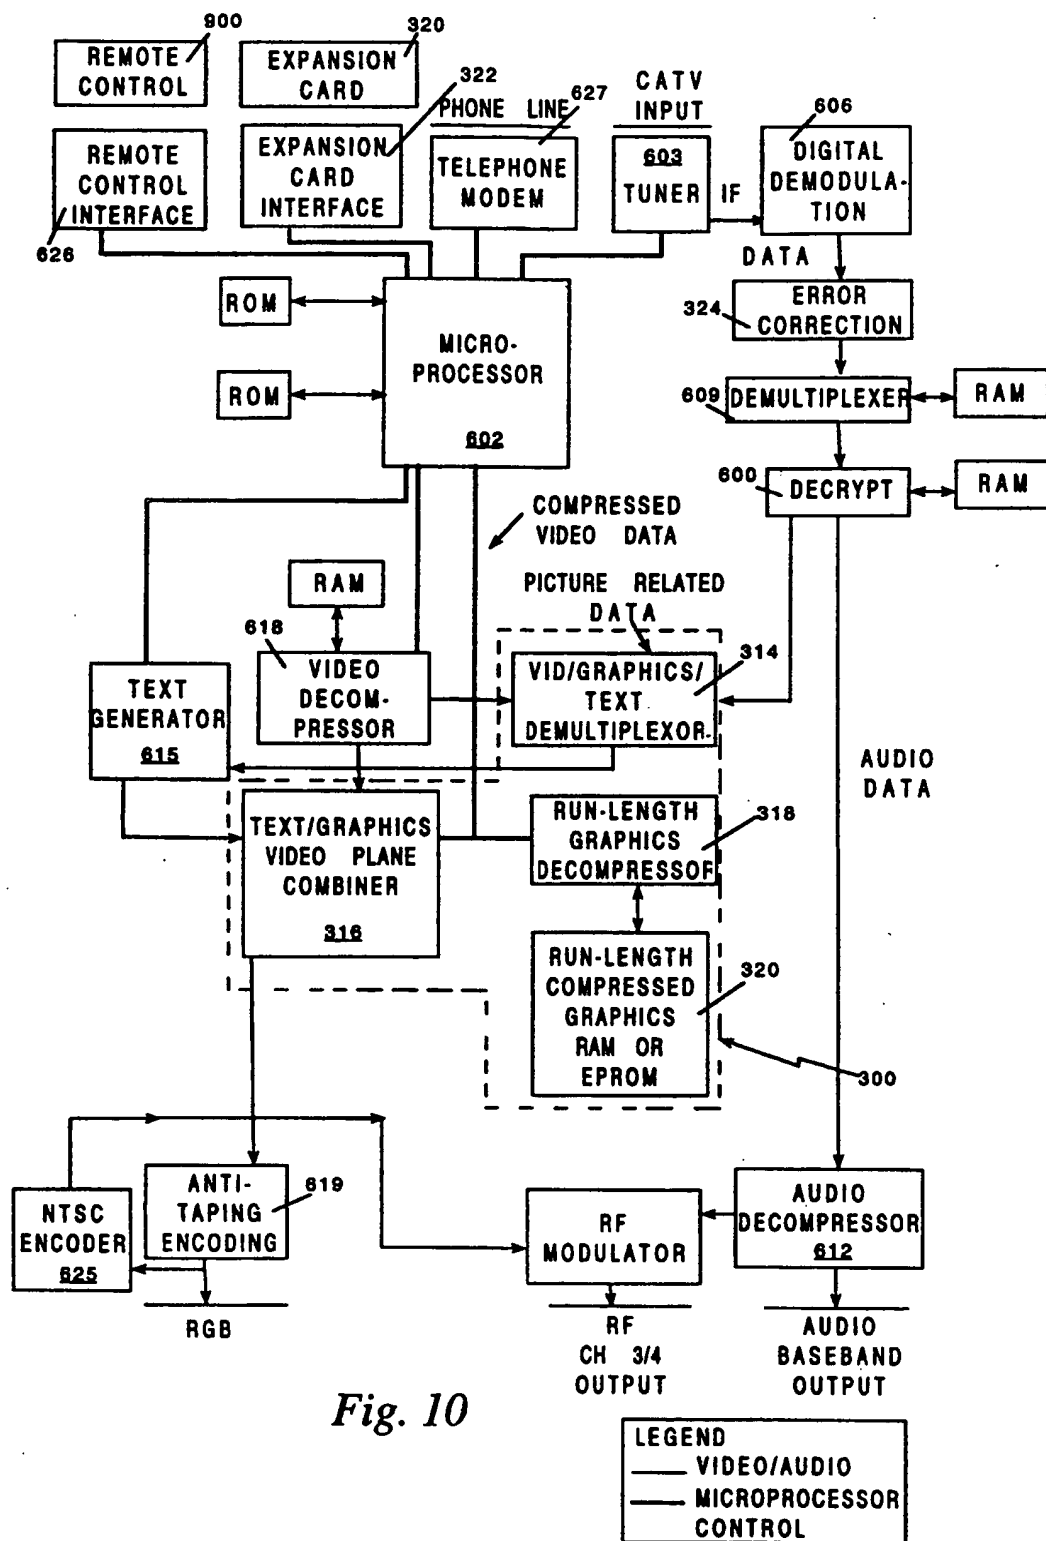 900
REMOTE
CONTROL
320
EXPANSION
CARD
322
PHONE LINE
627
CATV
INPUT
606
REMOTE
CONTROL
INTERFACE
626
EXPANSION
CARD
INTERFACE
TELEPHONE
MODEM
603
TUNER
IF
DIGITAL
DEMODULA-
TION
DATA
ROM
ROM
MICRO-
PROCESSOR
602
324
ERROR
CORRECTION
609
DEMULTIPLEXER
RAM
600
DECRYPT
RAM
COMPRESSED
VIDEO DATA
RAM
PICTURE RELATED
DATA
618
VIDEO
DECOM-
PRESSOR
VID/GRAPHICS/
TEXT
DEMULTIPLEXOR
314
TEXT
GENERATOR
615
AUDIO
DATA
TEXT/GRAPHICS
VIDEO PLANE
COMBINER
316
RUN-LENGTH
GRAPHICS
DECOMPRESSOF
318
RUN-LENGTH
COMPRESSED
GRAPHICS
RAM OR
EPROM
320
300
NTSC
ENCODER
625
ANTI-
TAPING
ENCODING
619
RF
MODULATOR
AUDIO
DECOMPRESSOR
612
RGB
RF
CH 3/4
OUTPUT
AUDIO
BASEBAND
OUTPUT
Fig. 10
LEGEND
VIDEO/AUDIO
MICROPROCESSOR
CONTROL